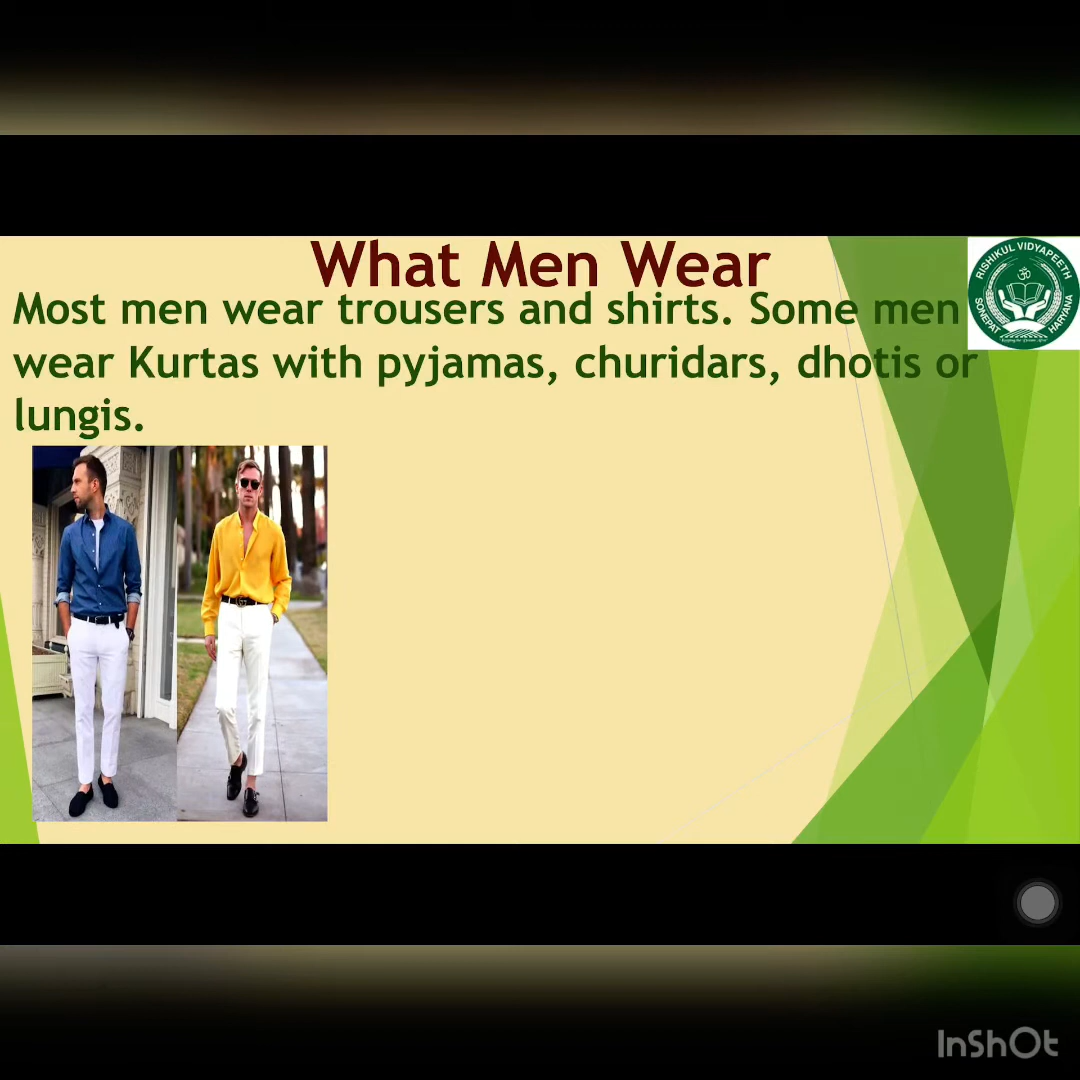 What Men Wear
Most men wear trousers and shirts. Some men
wear Kurtas with pyjamas, churidars, dhotis or
lungis.
RISHIKUL VIDYAPEETH
SONEPAT
HARYANA
ॐ
InShOt